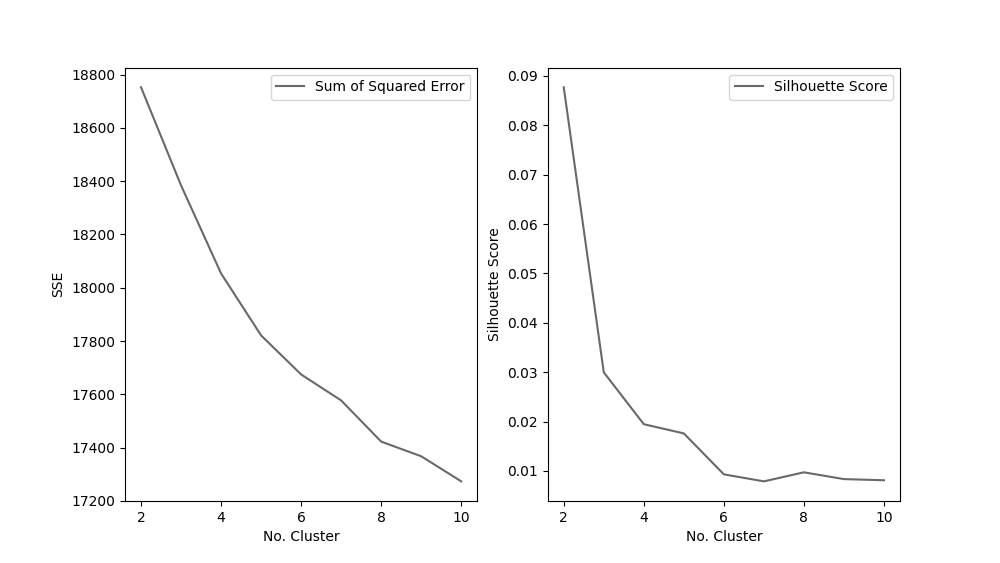 Sum of Squared Error
18800
18600
18400
18200
18000
17800
17600
17400
17200
SSE
2 4 6 8 10
No. Cluster
Silhouette Score
0.09
0.08
0.07
0.06
0.05
0.04
0.03
0.02
0.01
Silhouette Score
2 4 6 8 10
No. Cluster